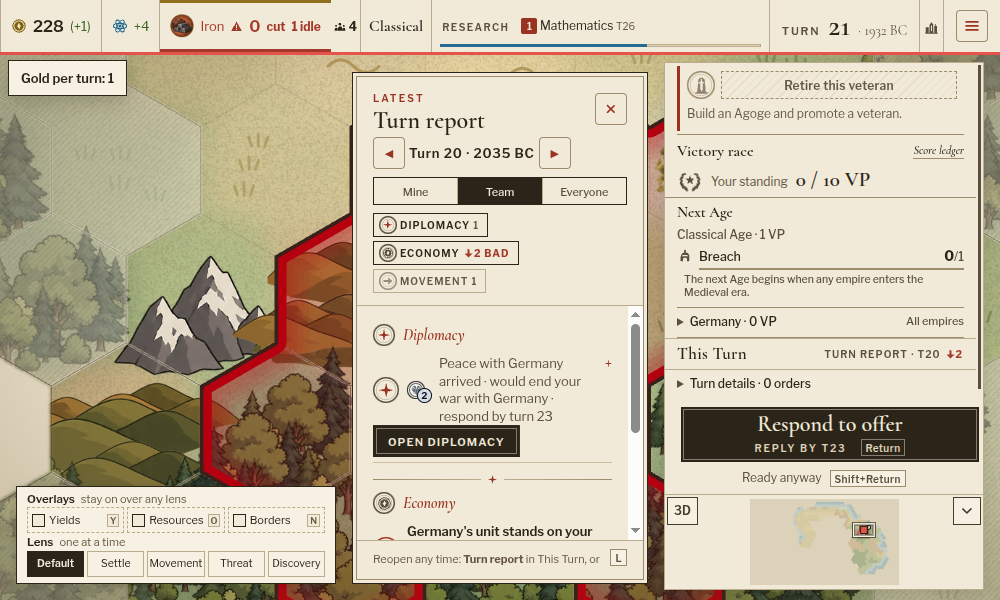 228 (+1)
+4
Iron 0 cut 1 idle
4
Classical
RESEARCH 1 Mathematics T26
TURN 21 · 1932 BC
Gold per turn: 1
LATEST
Turn report
Turn 20 · 2035 BC
Mine Team Everyone
DIPLOMACY 1
ECONOMY 2 BAD
MOVEMENT 1
Diplomacy
2
Peace with Germany
arrived · would end your
war with Germany ·
respond by turn 23
+
OPEN DIPLOMACY
Economy
Germany's unit stands on your
Reopen any time: Turn report in This Turn, or L
Retire this veteran
Build an Agoge and promote a veteran.
Victory race Score ledger
Your standing 0 / 10 VP
Next Age
Classical Age · 1 VP
Breach 0/1
The next Age begins when any empire enters the
Medieval era.
Germany · 0 VP All empires
This Turn TURN REPORT · T20 2
Turn details · 0 orders
Respond to offer
REPLY BY T23 Return
Ready anyway Shift+Return
3D
Overlays stay on over any lens
Yields Y Resources O Borders N
Lens one at a time
Default Settle Movement Threat Discovery